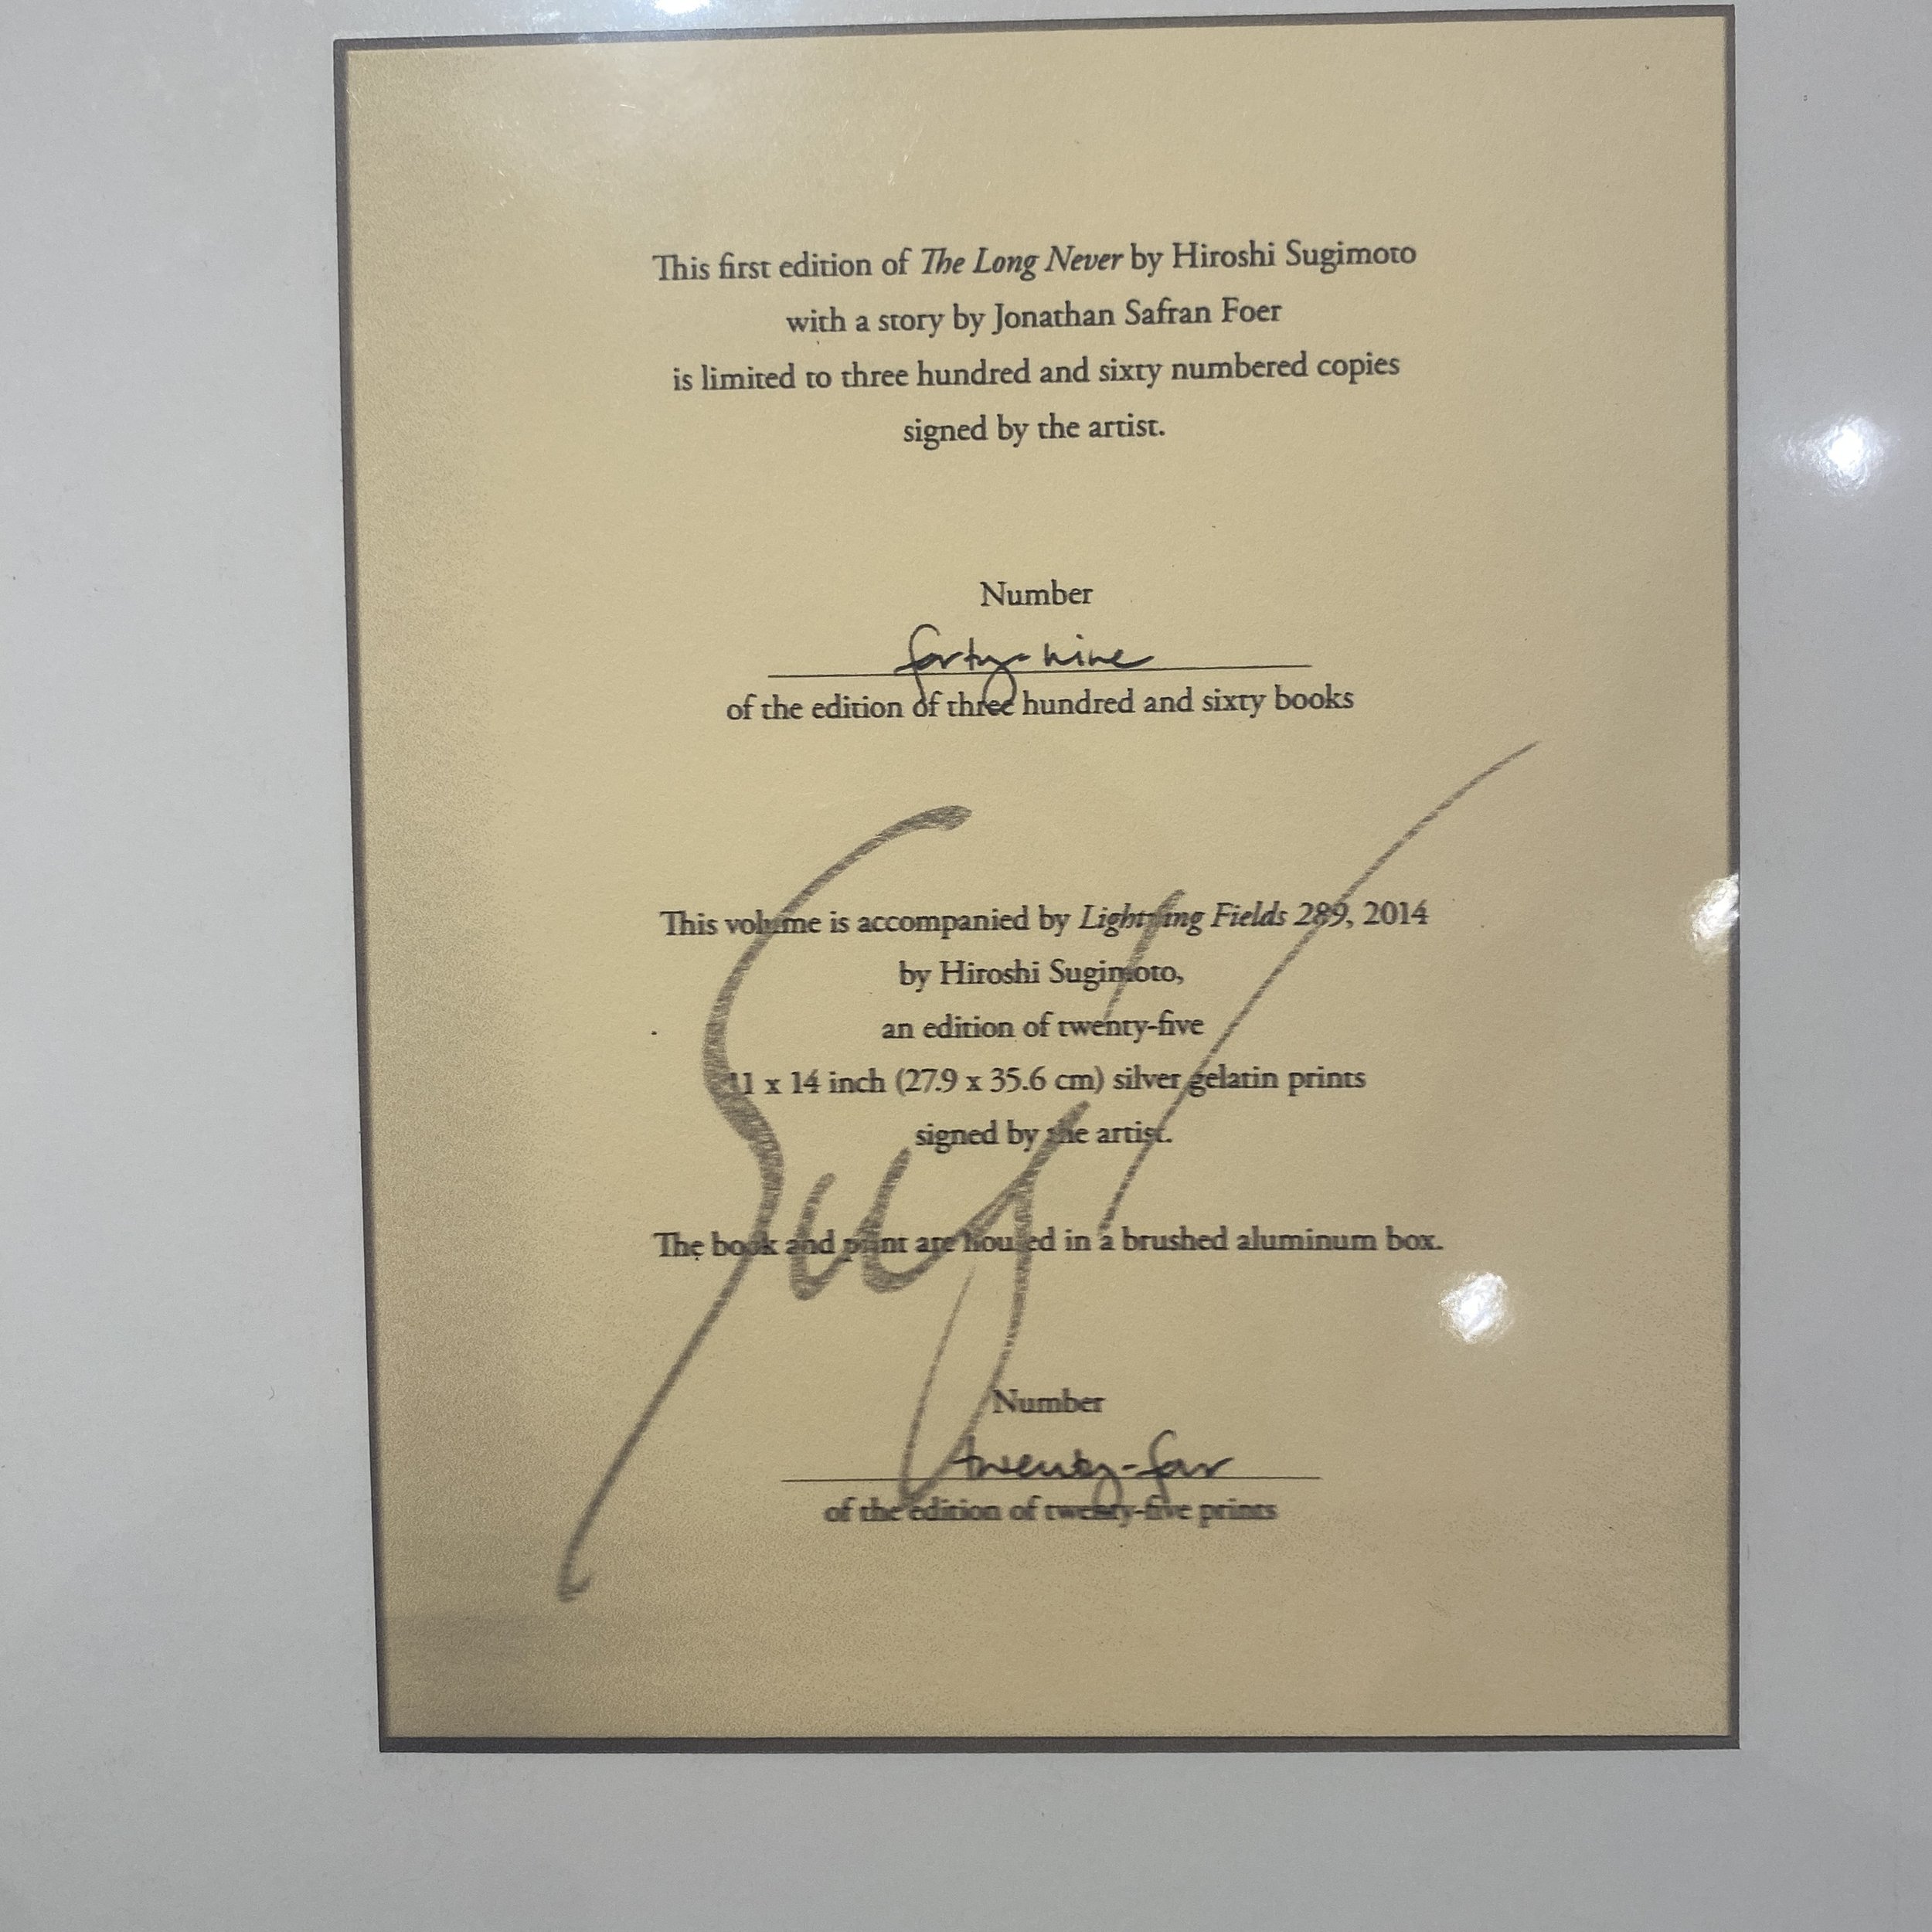 This first edition of The Long Never by Hiroshi Sugimoto
with a story by Jonathan Safran Foer
is limited to three hundred and sixty numbered copies
signed by the artist.
Number
forty-nine
of the edition of three hundred and sixty books
This volume is accompanied by Lightning Fields 289, 2014
by Hiroshi Sugimoto,
an edition of twenty-five
11 x 14 inch (27.9 x 35.6 cm) silver gelatin prints
signed by the artist.
The book and print are housed in a brushed aluminum box.
Number
twenty-four
of the edition of twenty-five prints